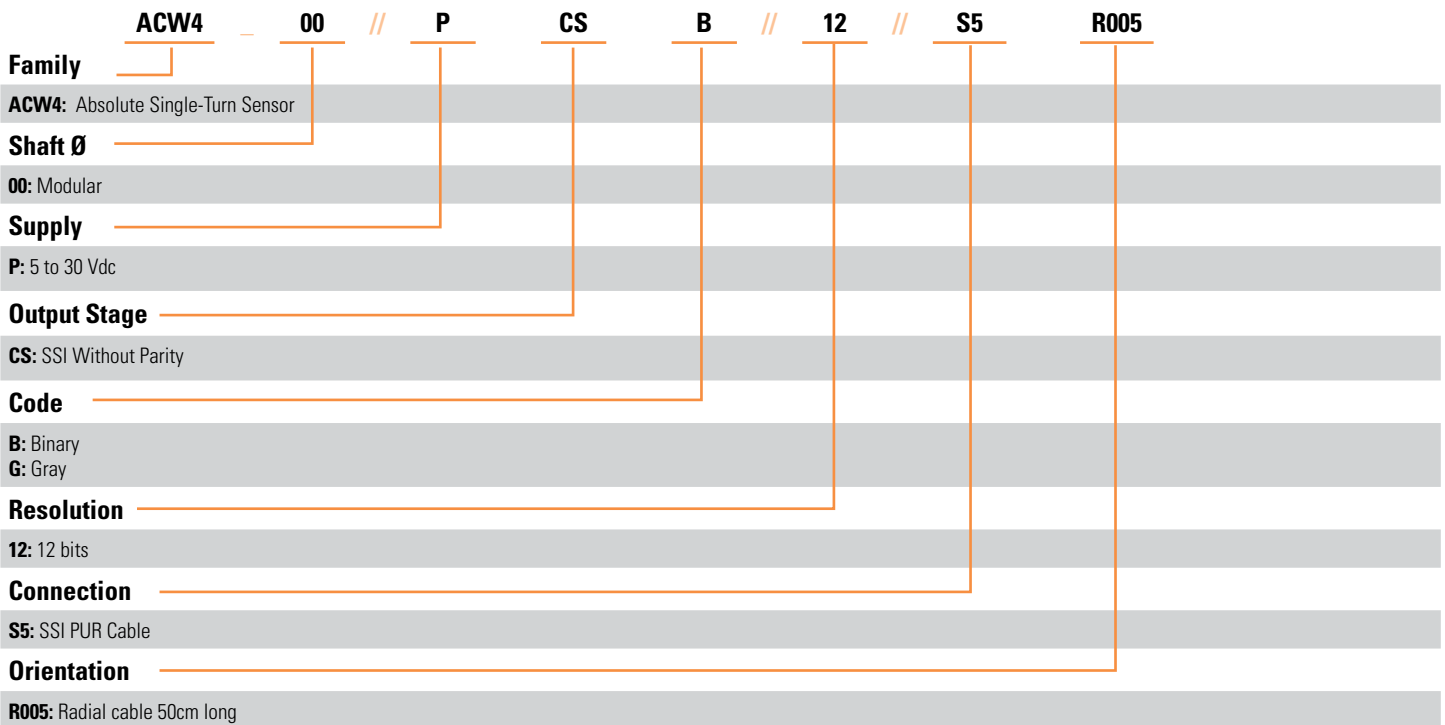 ACW4 _ 00 // P CS B // 12 // S5 R005
Family
ACW4: Absolute Single-Turn Sensor
Shaft Ø
00: Modular
Supply
P: 5 to 30 Vdc
Output Stage
CS: SSI Without Parity
Code
B: Binary
G: Gray
Resolution
12: 12 bits
Connection
S5: SSI PUR Cable
Orientation
R005: Radial cable 50cm long